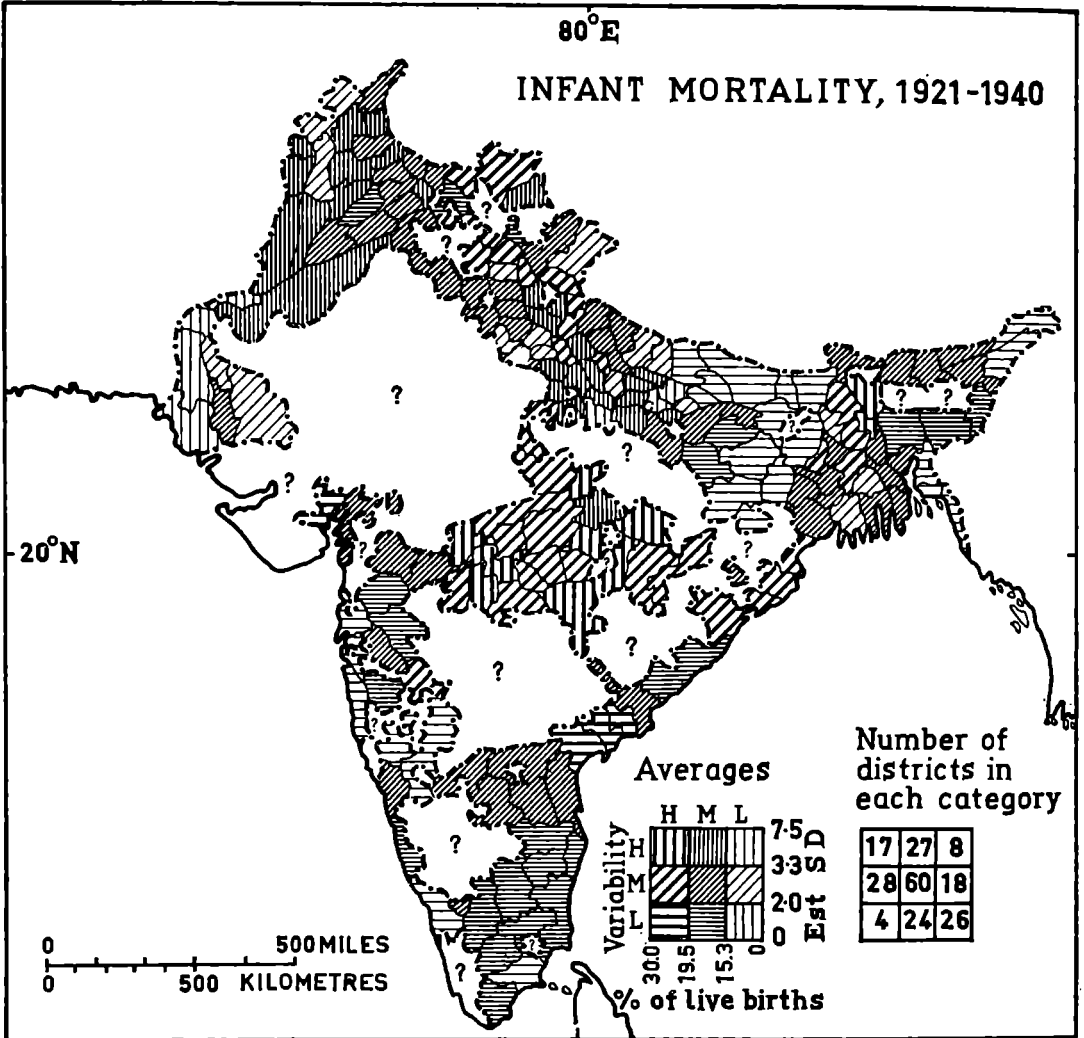 80°E
INFANT MORTALITY, 1921-1940
?
?
?
? ?
?
?
?
20°N
?
?
?
?
?
?
?
?
?
?
Averages
H M L
Variability
H
M
L
7·5
3·3
2·0
0
Est SD
30·0
19·5
15·3
0
% of live births
Number of
districts in
each category
17 27 8
28 60 18
4 24 26
0 500 MILES
0 500 KILOMETRES